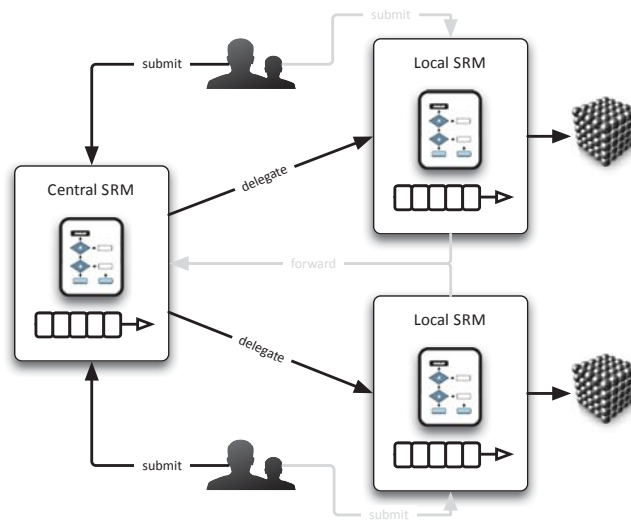 submit
submit
Local SRM
Central SRM
delegate
forward
Local SRM
delegate
submit
submit